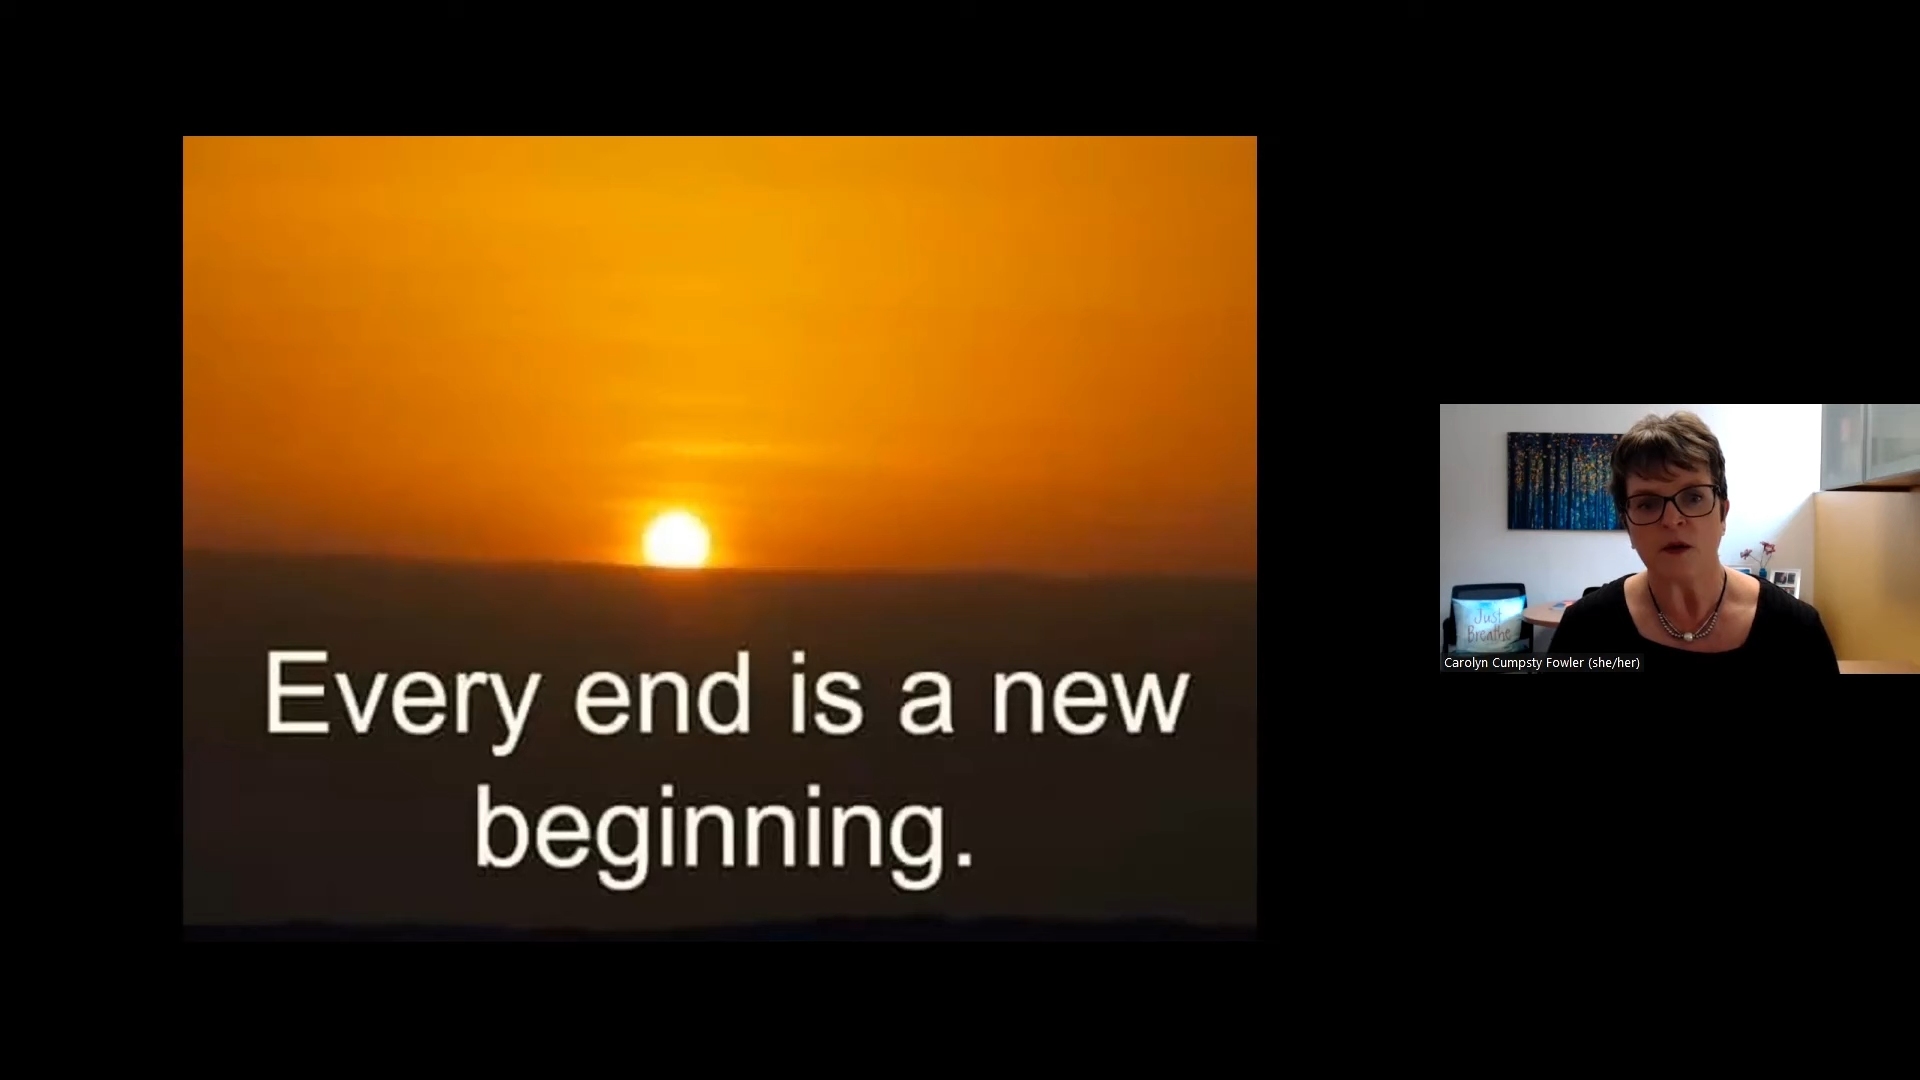 Every end is a new
beginning.
Just
Breathe
Carolyn Cumpsty Fowler (she/her)